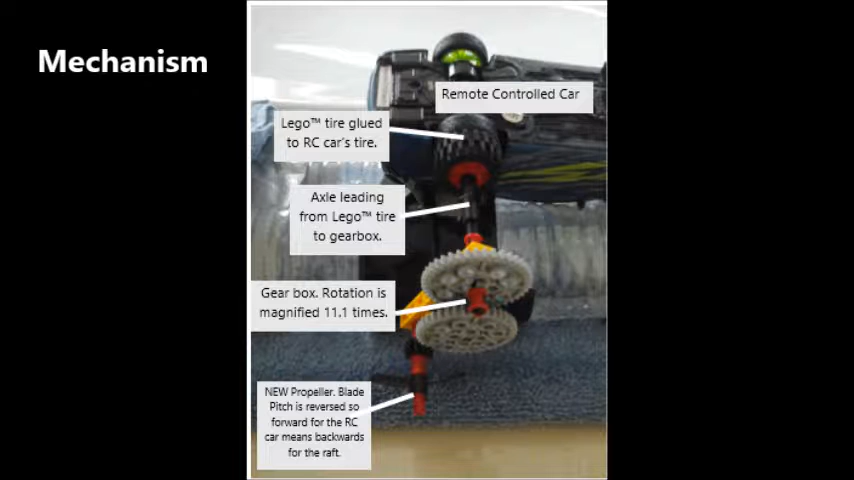 Mechanism
Remote Controlled Car
Lego™ tire glued
to RC car's tire.
Axle leading
from Lego™ tire
to gearbox.
Gear box. Rotation is
magnified 11.1 times.
NEW Propeller. Blade
Pitch is reversed so
forward for the RC
car means backwards
for the raft.